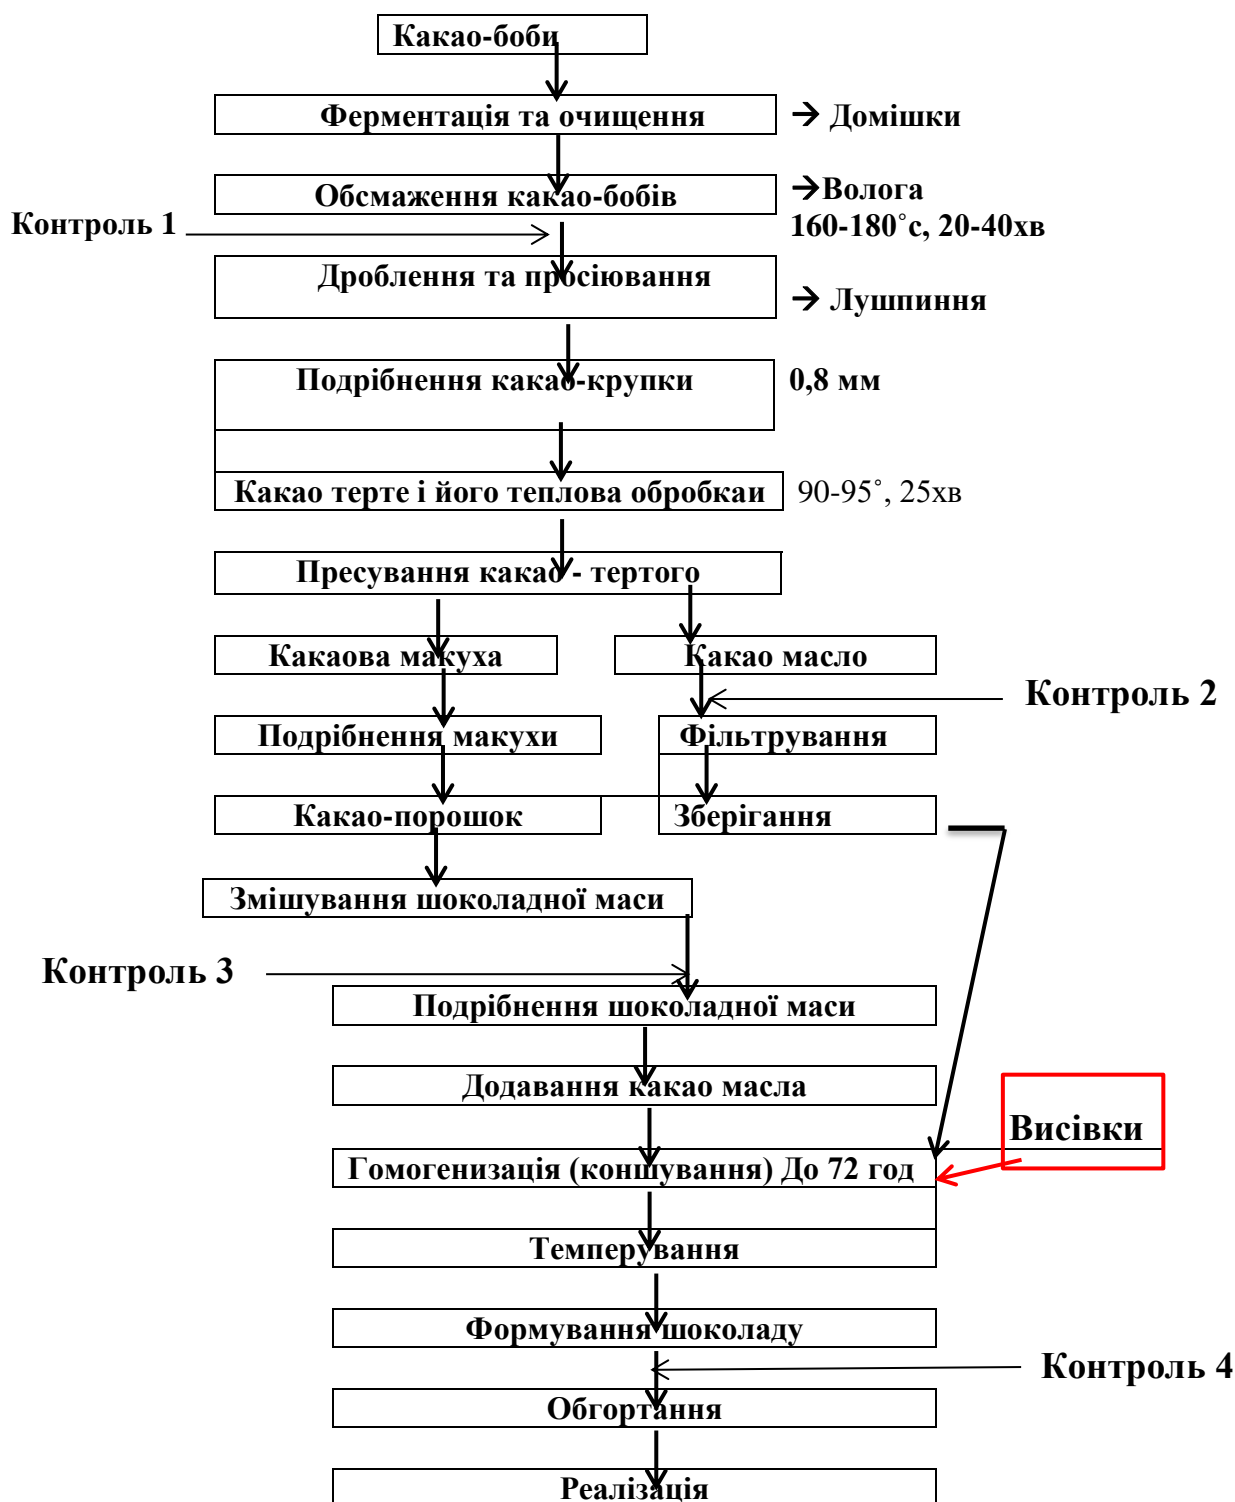 Какао-боби
Ферментація та очищення
→ Домішки
Обсмаження какао-бобів
→Волога
160-180˚с, 20-40хв
Контроль 1
Дроблення та просіювання
→ Лушпиння
Подрібнення какао-крупки
0,8 мм
Какао терте і його теплова обробкаи
90-95˚, 25хв
Пресування какао - тертого
Какаова макуха
Какао масло
Контроль 2
Подрібнення макухи
Фільтрування
Какао-порошок
Зберігання
Змішування шоколадної маси
Контроль 3
Подрібнення шоколадної маси
Додавання какао масла
Висівки
Гомогенизація (коншування) До 72 год
Темперування
Формування шоколаду
Контроль 4
Обгортання
Реалізація